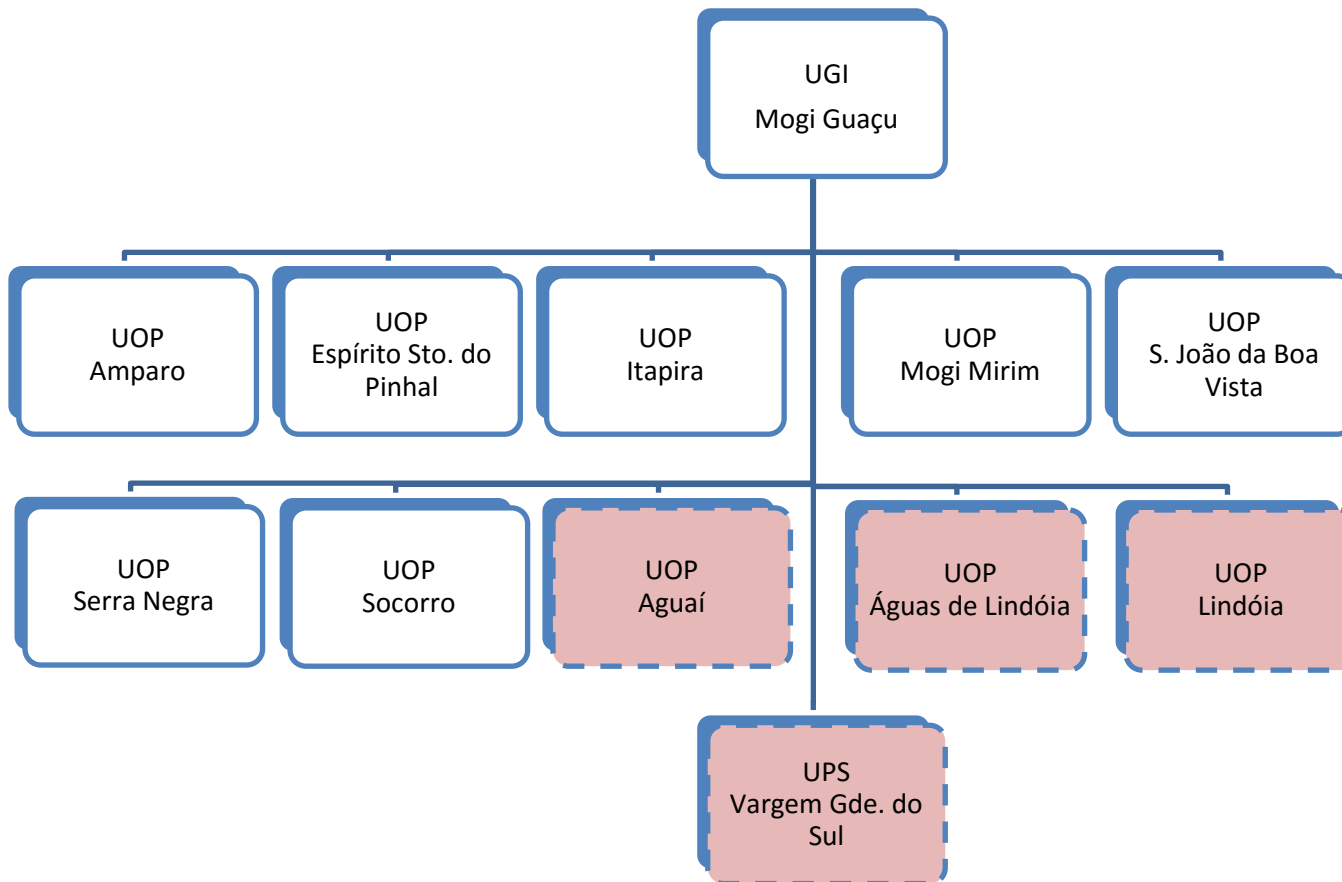 UGI
Mogi Guaçu
UOP
Amparo
UOP
Espírito Sto. do
Pinhal
UOP
Itapira
UOP
Mogi Mirim
UOP
S. João da Boa
Vista
UOP
Serra Negra
UOP
Socorro
UOP
Aguaí
UOP
Águas de Lindóia
UOP
Lindóia
UPS
Vargem Gde. do
Sul